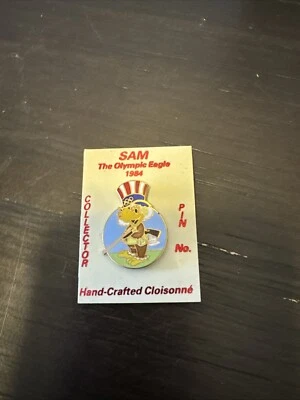 SAM
The Olympic Eagle
1984
COLLECTOR
PIN No.
Hand-Crafted Cloisonné